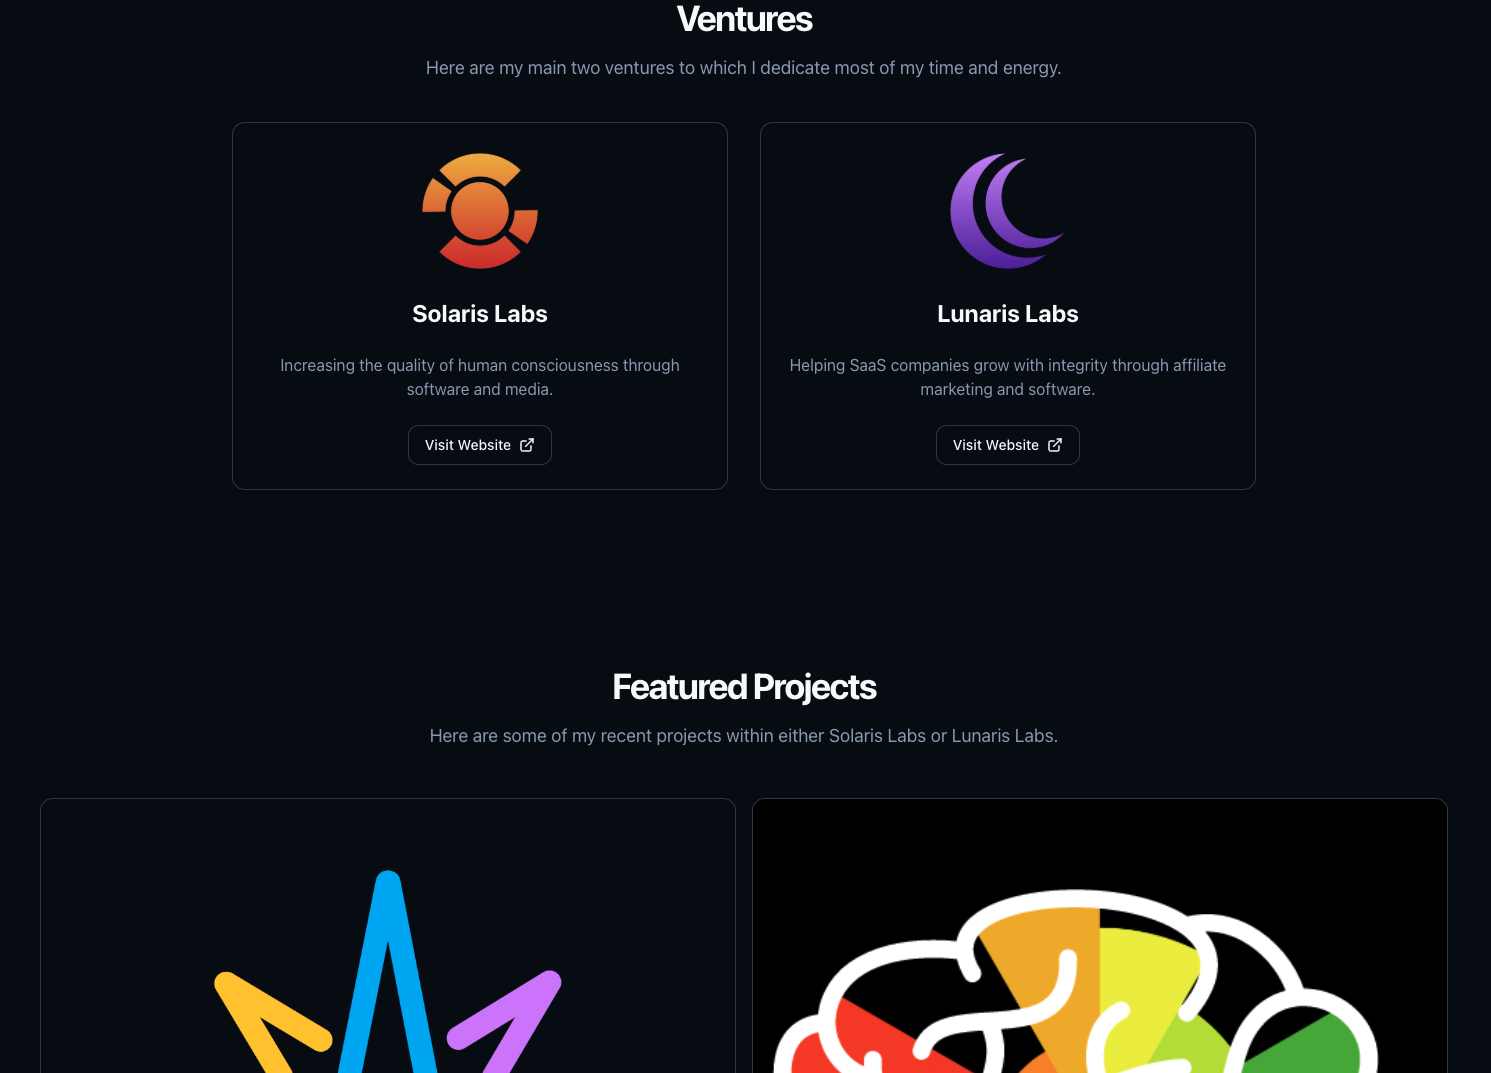 Ventures
Here are my main two ventures to which I dedicate most of my time and energy.
Solaris Labs
Increasing the quality of human consciousness through
software and media.
Visit Website
Lunaris Labs
Helping SaaS companies grow with integrity through affiliate
marketing and software.
Visit Website
Featured Projects
Here are some of my recent projects within either Solaris Labs or Lunaris Labs.